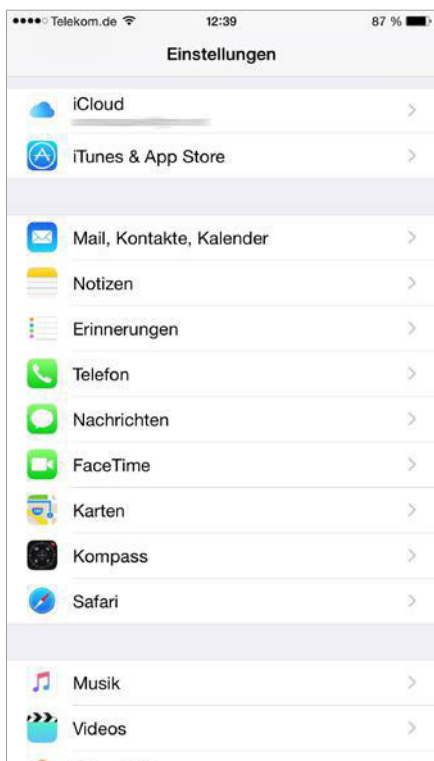 Telekom.de 12:39 87 %
Einstellungen
iCloud
iTunes & App Store
Mail, Kontakte, Kalender
Notizen
Erinnerungen
Telefon
Nachrichten
FaceTime
Karten
Kompass
Safari
Musik
Videos